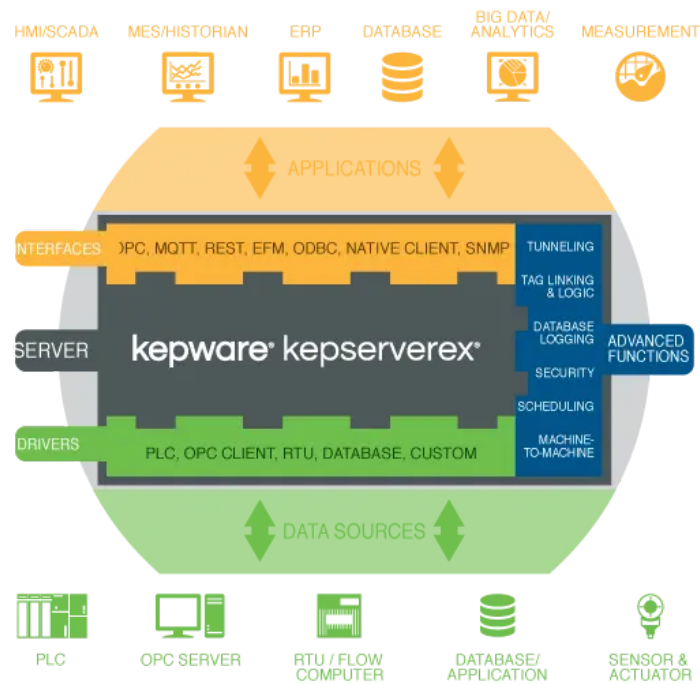 HMI/SCADA
MES/HISTORIAN
ERP
DATABASE
BIG DATA/
ANALYTICS
MEASUREMENT
APPLICATIONS
INTERFACES
OPC, MQTT, REST, EFM, ODBC, NATIVE CLIENT, SNMP
TUNNELING
TAG LINKING
& LOGIC
DATABASE
LOGGING
SECURITY
SCHEDULING
MACHINE-
TO-MACHINE
ADVANCED
FUNCTIONS
SERVER
kepware® kepserverex®
DRIVERS
PLC, OPC CLIENT, RTU, DATABASE, CUSTOM
DATA SOURCES
PLC
OPC SERVER
RTU / FLOW
COMPUTER
DATABASE/
APPLICATION
SENSOR &
ACTUATOR